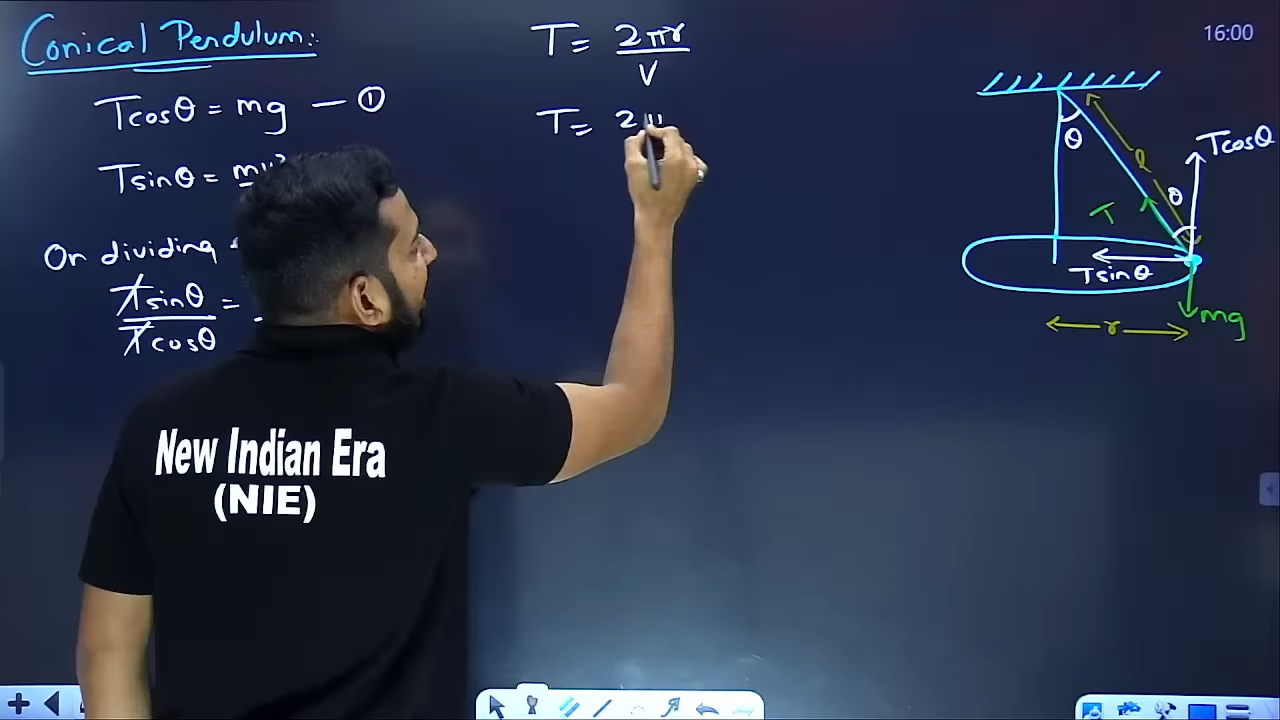 Conical Pendulum:
Tcosθ = mg — ①
Tsinθ =
On dividing
Tsinθ =
Tcosθ
T = 2πr
V
T = 2π
16:00
θ
l
Tcosθ
θ
T
Tsinθ
mg
r
New Indian Era
(NIE)